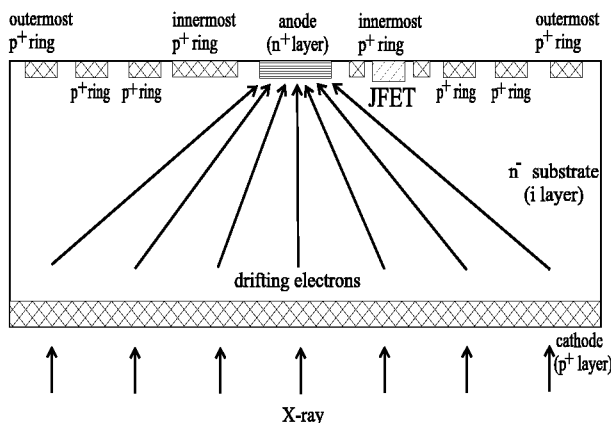 outermost
p+ ring
innermost
p+ ring
anode
(n+ layer)
innermost
p+ ring
outermost
p+ ring
p+ ring
p+ ring
JFET
p+ ring
p+ ring
n- substrate
(i layer)
drifting electrons
cathode
(p+ layer)
X-ray